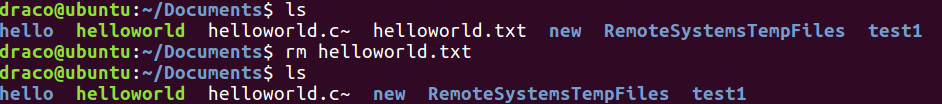 draco@ubuntu:~/Documents$ ls
hello  helloworld  helloworld.c~  helloworld.txt  new  RemoteSystemsTempFiles  test1
draco@ubuntu:~/Documents$ rm helloworld.txt
draco@ubuntu:~/Documents$ ls
hello  helloworld  helloworld.c~  new  RemoteSystemsTempFiles  test1